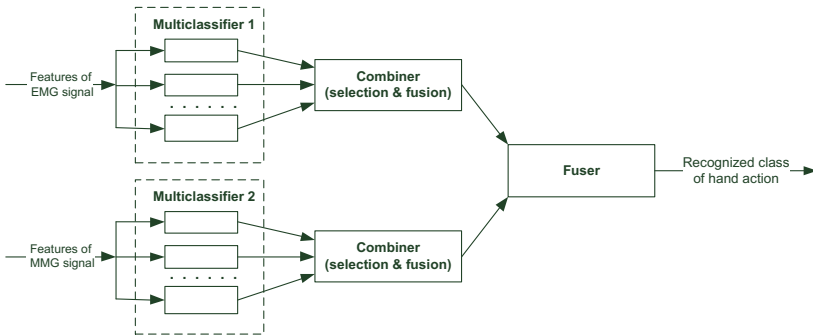 Multiclassifier 1
Features of
EMG signal
. . . . . .
Combiner
(selection & fusion)
Fuser
Recognized class
of hand action
Multiclassifier 2
Features of
MMG signal
. . . . . .
Combiner
(selection & fusion)